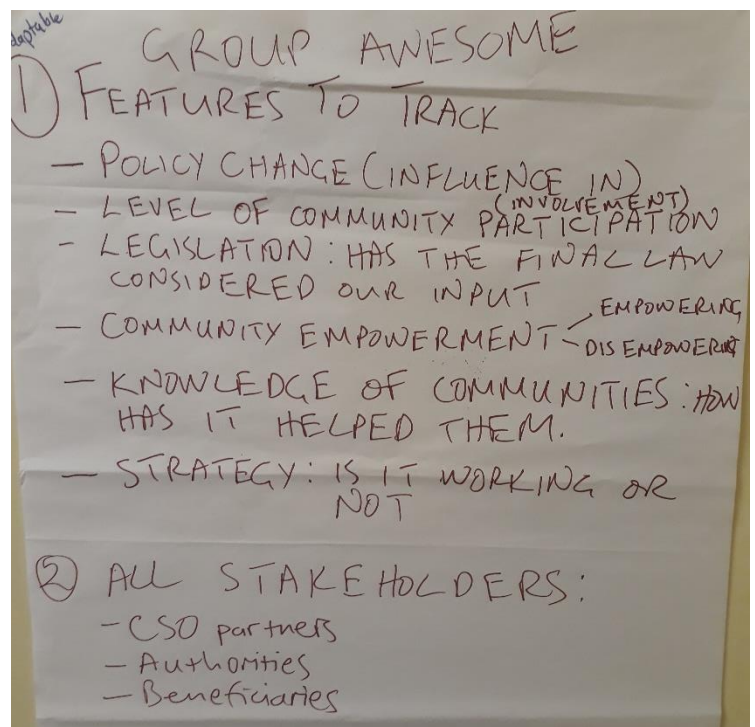 daptable
GROUP AWESOME
① FEATURES TO TRACK
— POLICY CHANGE (INFLUENCE IN)
(INVOLVEMENT)
— LEVEL OF COMMUNITY PARTICIPATION
- LEGISLATION : HAS THE FINAL LAW
CONSIDERED OUR INPUT
EMPOWERING
— COMMUNITY EMPOWERMENT
DISEMPOWERING
— KNOWLEDGE OF COMMUNITIES : HOW
HAS IT HELPED THEM.
— STRATEGY : IS IT WORKING OR
NOT
② ALL STAKEHOLDERS :
- CSO partners
— Authorities
— Beneficiaries